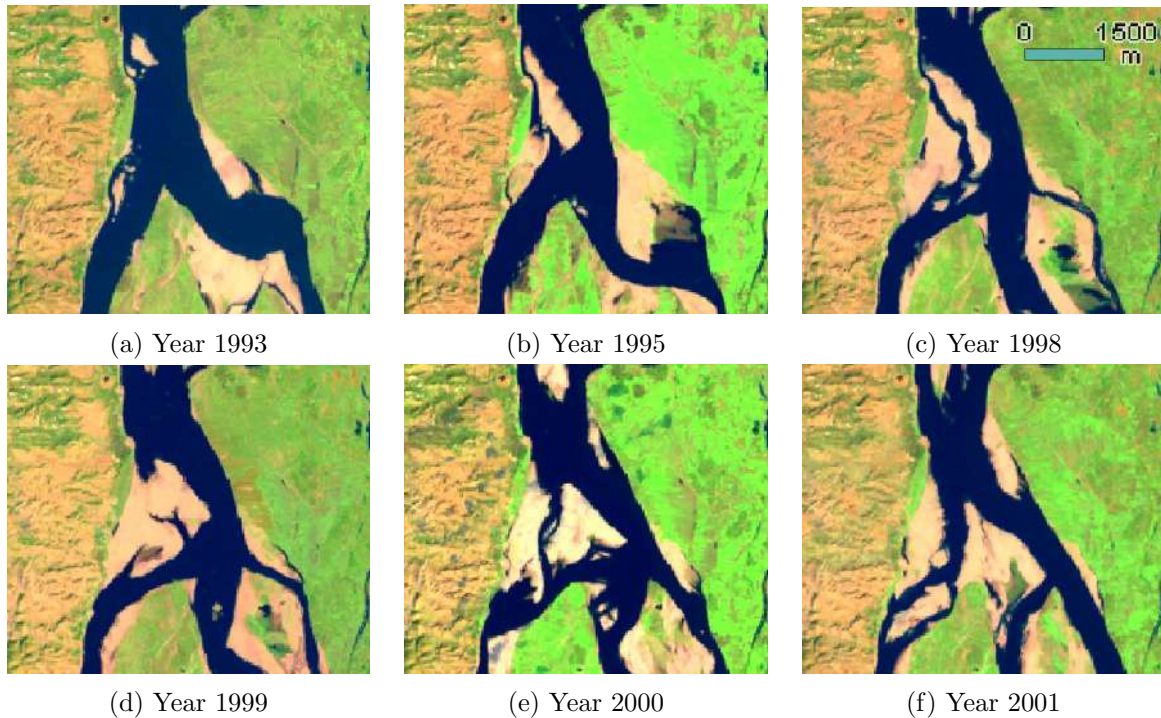 0 1500
m
(a) Year 1993
(b) Year 1995
(c) Year 1998
(d) Year 1999
(e) Year 2000
(f) Year 2001